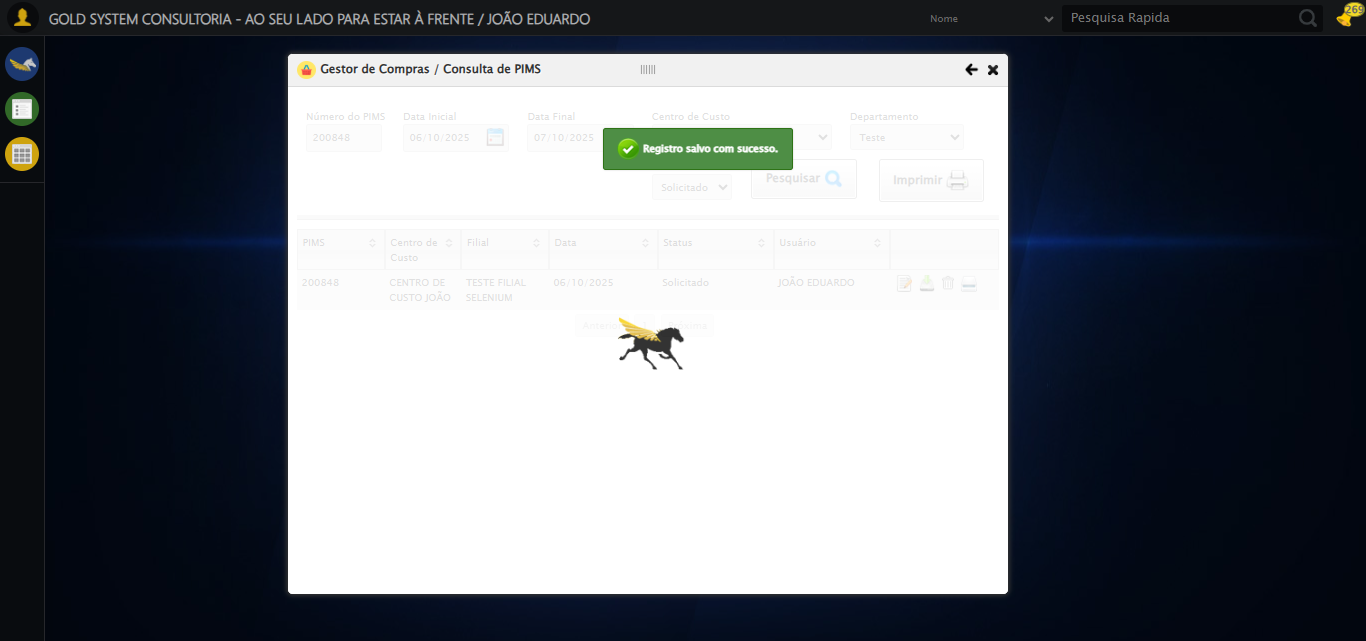 GOLD SYSTEM CONSULTORIA - AO SEU LADO PARA ESTAR À FRENTE / JOÃO EDUARDO
Nome
Pesquisa Rapida
269
Gestor de Compras / Consulta de PIMS
Número do PIMS
Data Inicial
Data Final
Centro de Custo
Departamento
200848
06/10/2025
07/10/2025
Teste
Registro salvo com sucesso.
Solicitado
Pesquisar
Imprimir
PIMS
Centro de Custo
Filial
Data
Status
Usuário
200848
CENTRO DE CUSTO JOÃO
TESTE FILIAL SELENIUM
06/10/2025
Solicitado
JOÃO EDUARDO